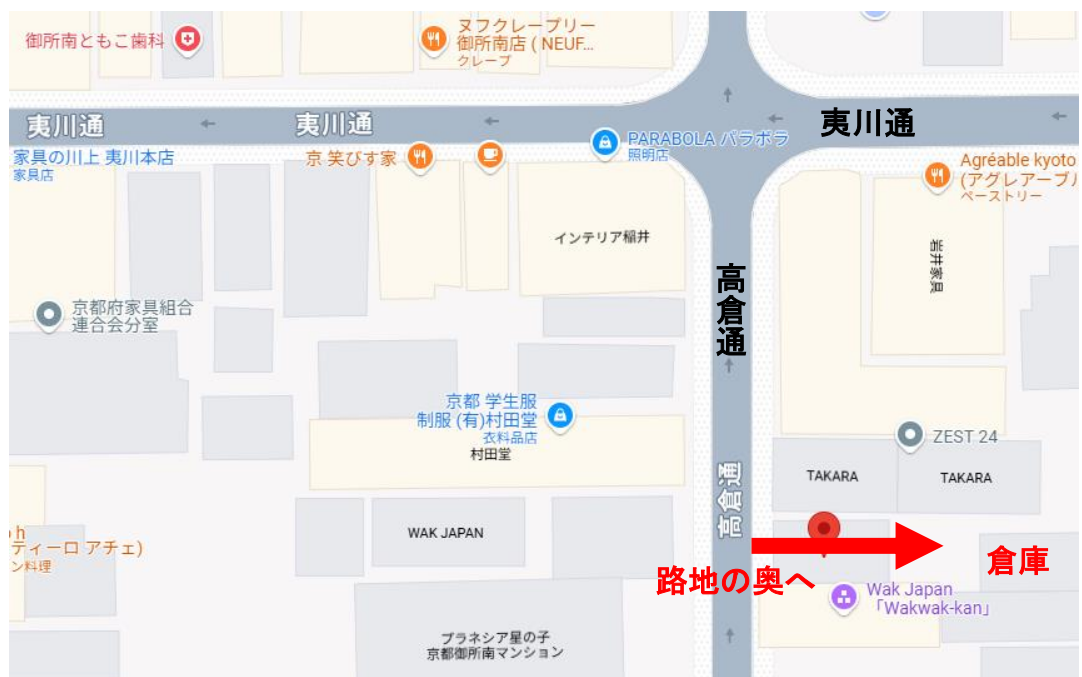 御所南ともこ歯科
ヌフクレープリー
御所南店 ( NEUF...
クレープ
夷川通
夷川通
夷川通
PARABOLA パラボラ
照明店
家具の川上 夷川本店
家具店
京 笑びす家
Agréable kyoto
(アグレアーブル
ペーストリー
インテリア稲井
岩井家具
高倉通
京都府家具組合
連合会分室
京都 学生服
制服 (有)村田堂
衣料品店
村田堂
ZEST 24
TAKARA
TAKARA
高倉通
WAK JAPAN
h
ティーロ アチェ)
ン料理
路地の奥へ
倉庫
Wak Japan
「Wakwak-kan」
プラネシア星の子
京都御所南マンション